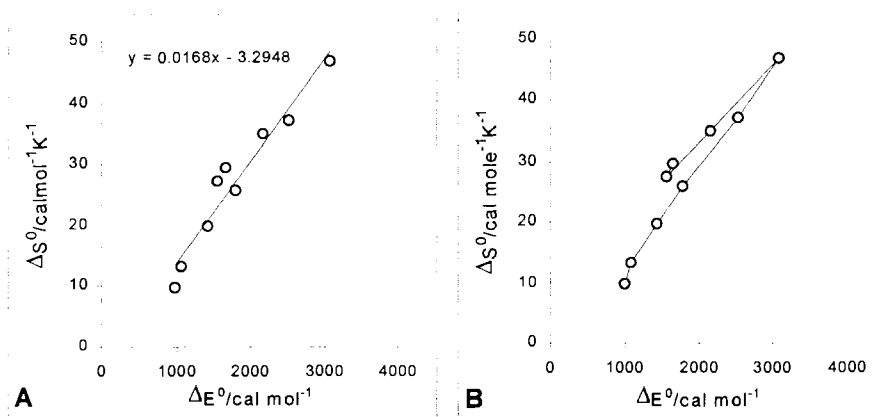 50
40
30
20
10
0
y = 0.0168x - 3.2948
ΔS⁰/calmol⁻¹K⁻¹
0 1000 2000 3000 4000
ΔE⁰/cal mol⁻¹
A
50
40
30
20
10
0
ΔS⁰/cal mole⁻¹K⁻¹
0 1000 2000 3000 4000
ΔE⁰/cal mol⁻¹
B